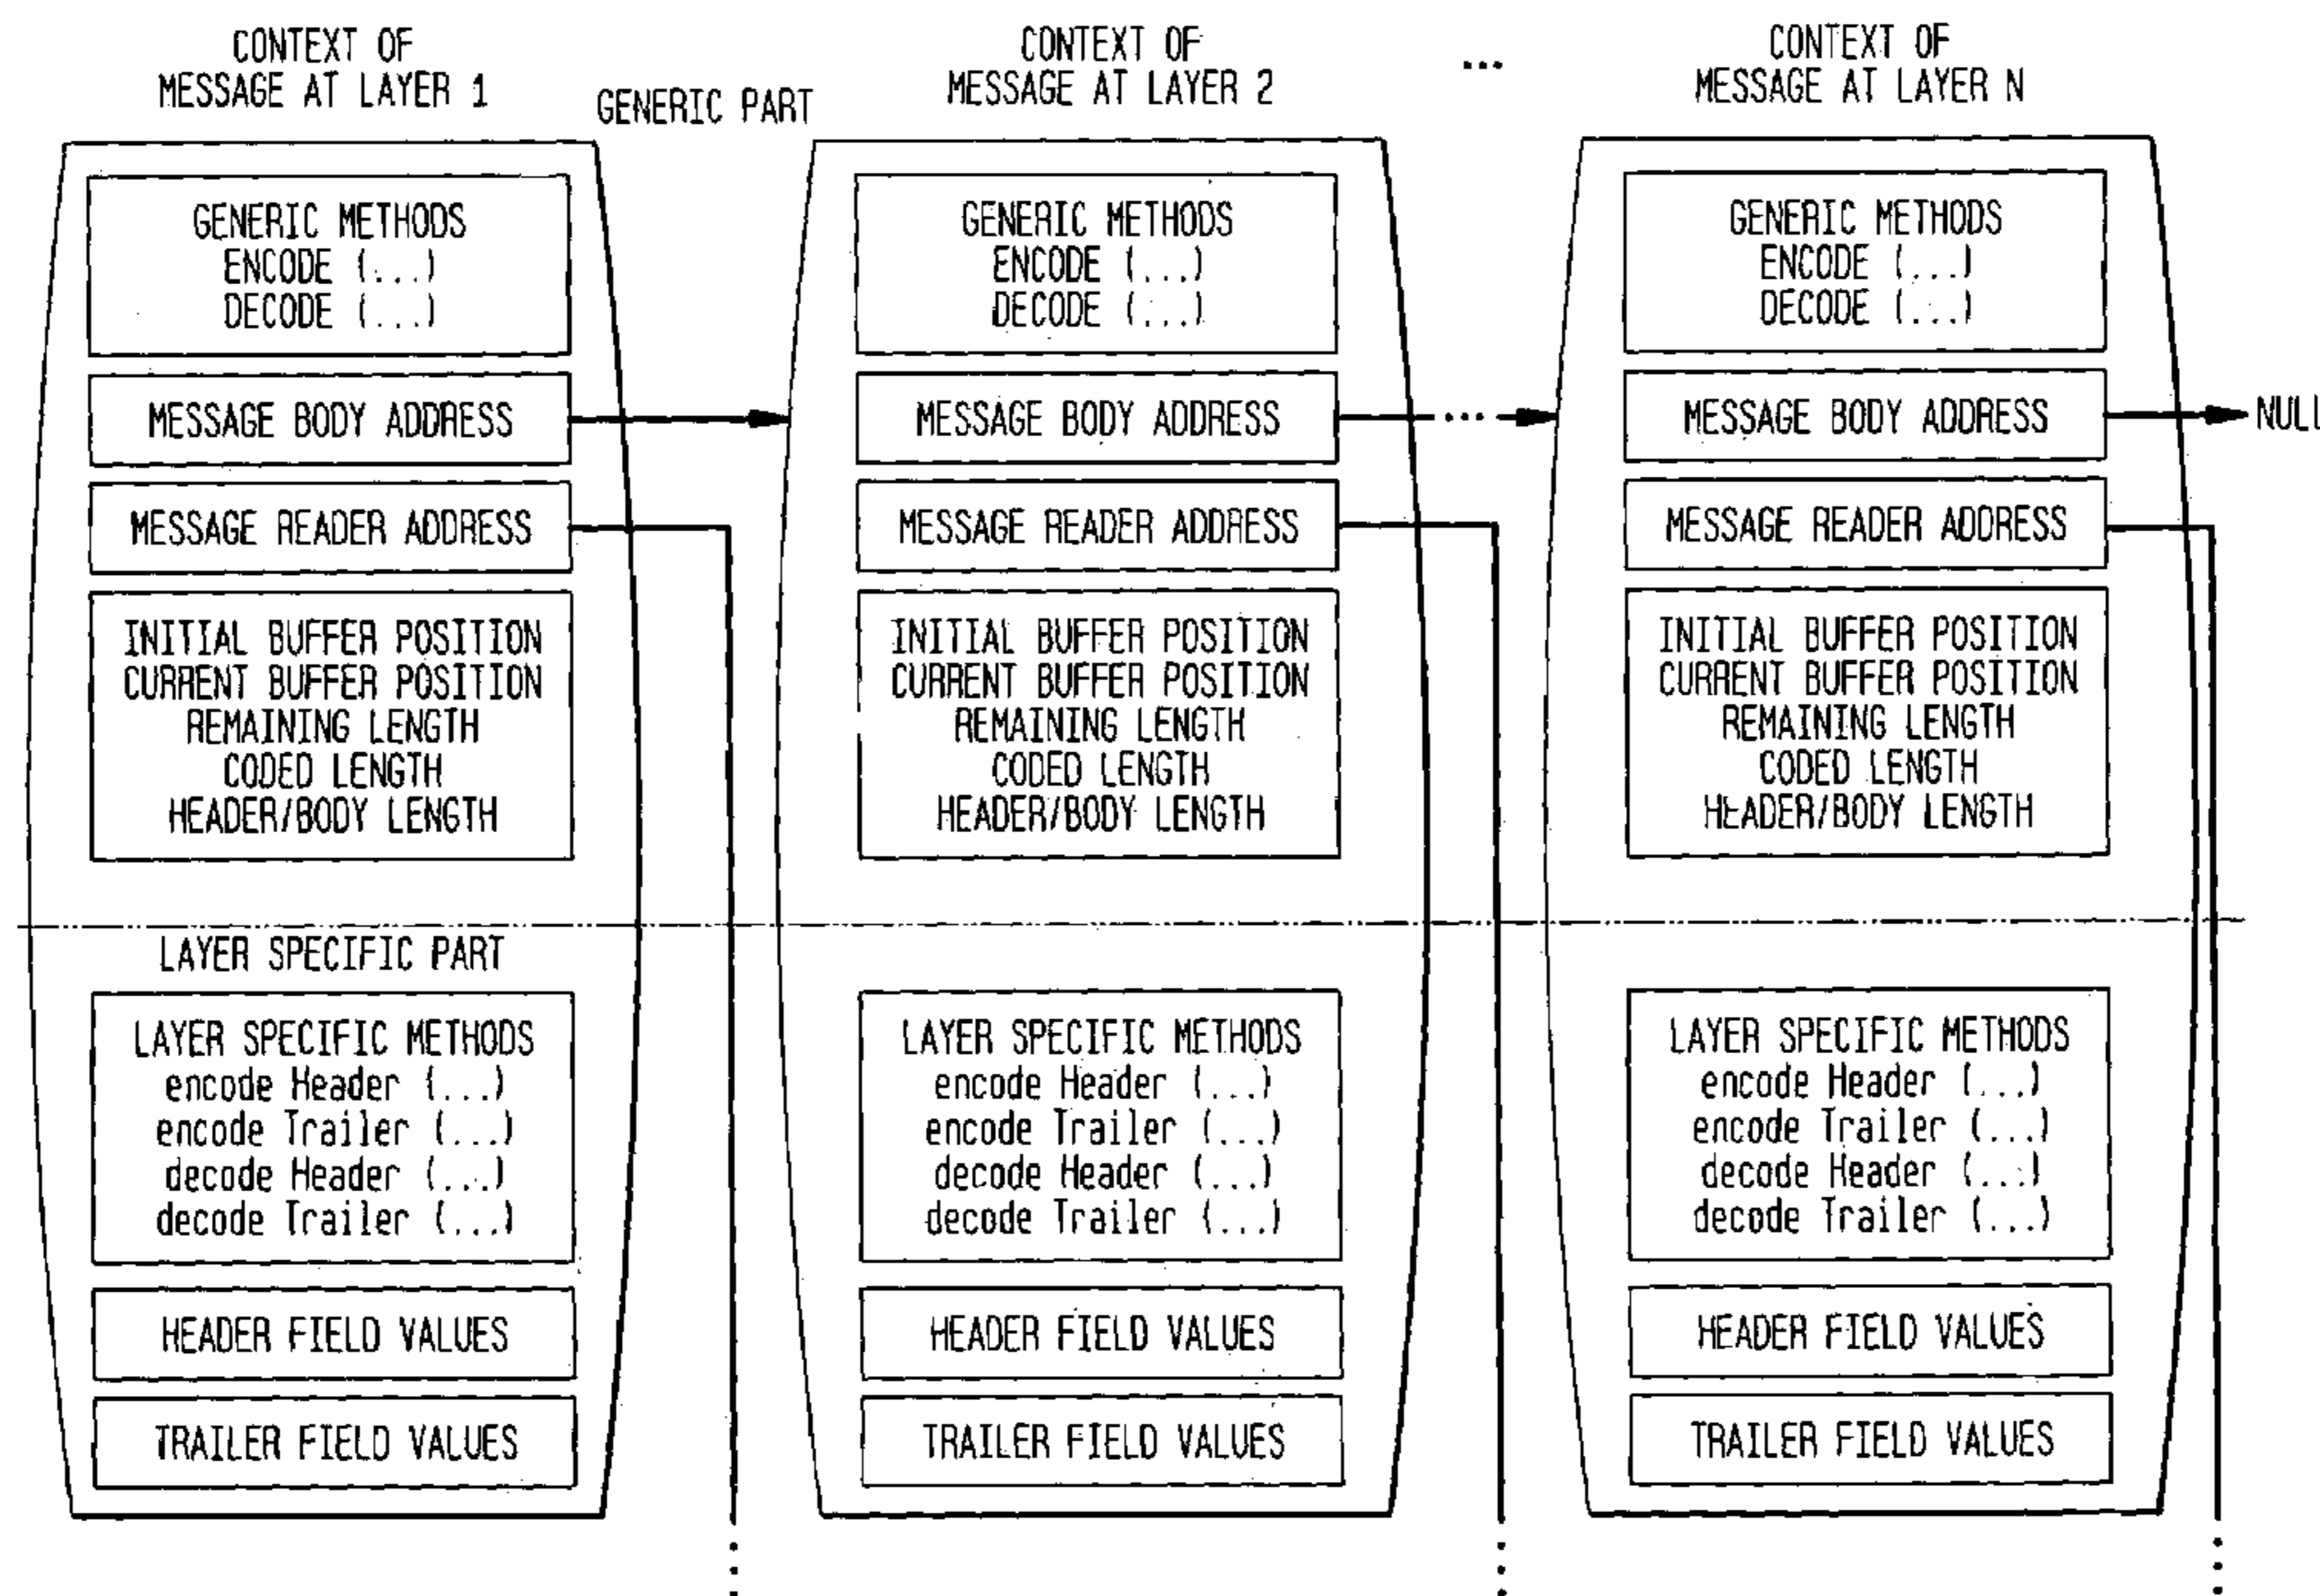 CONTEXT OF
MESSAGE AT LAYER 1
GENERIC PART
CONTEXT OF
MESSAGE AT LAYER 2
...
CONTEXT OF
MESSAGE AT LAYER N
GENERIC METHODS
ENCODE (...)
DECODE (...)
MESSAGE BODY ADDRESS
MESSAGE READER ADDRESS
INITIAL BUFFER POSITION
CURRENT BUFFER POSITION
REMAINING LENGTH
CODED LENGTH
HEADER/BODY LENGTH
LAYER SPECIFIC PART
LAYER SPECIFIC METHODS
encode Header (...)
encode Trailer (...)
decode Header (...)
decode Trailer (...)
HEADER FIELD VALUES
TRAILER FIELD VALUES
GENERIC METHODS
ENCODE (...)
DECODE (...)
MESSAGE BODY ADDRESS
...
MESSAGE READER ADDRESS
INITIAL BUFFER POSITION
CURRENT BUFFER POSITION
REMAINING LENGTH
CODED LENGTH
HEADER/BODY LENGTH
LAYER SPECIFIC METHODS
encode Header (...)
encode Trailer (...)
decode Header (...)
decode Trailer (...)
HEADER FIELD VALUES
TRAILER FIELD VALUES
GENERIC METHODS
ENCODE (...)
DECODE (...)
MESSAGE BODY ADDRESS
NULL
MESSAGE READER ADDRESS
INITIAL BUFFER POSITION
CURRENT BUFFER POSITION
REMAINING LENGTH
CODED LENGTH
HEADER/BODY LENGTH
LAYER SPECIFIC METHODS
encode Header (...)
encode Trailer (...)
decode Header (...)
decode Trailer (...)
HEADER FIELD VALUES
TRAILER FIELD VALUES